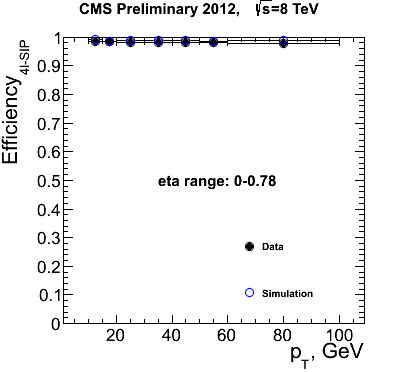 CMS Preliminary 2012, √s=8 TeV
Efficiency4l-SIP
1
0.9
0.8
0.7
0.6
0.5
0.4
0.3
0.2
0.1
0
eta range: 0-0.78
Data
Simulation
20 40 60 80 100
pT, GeV